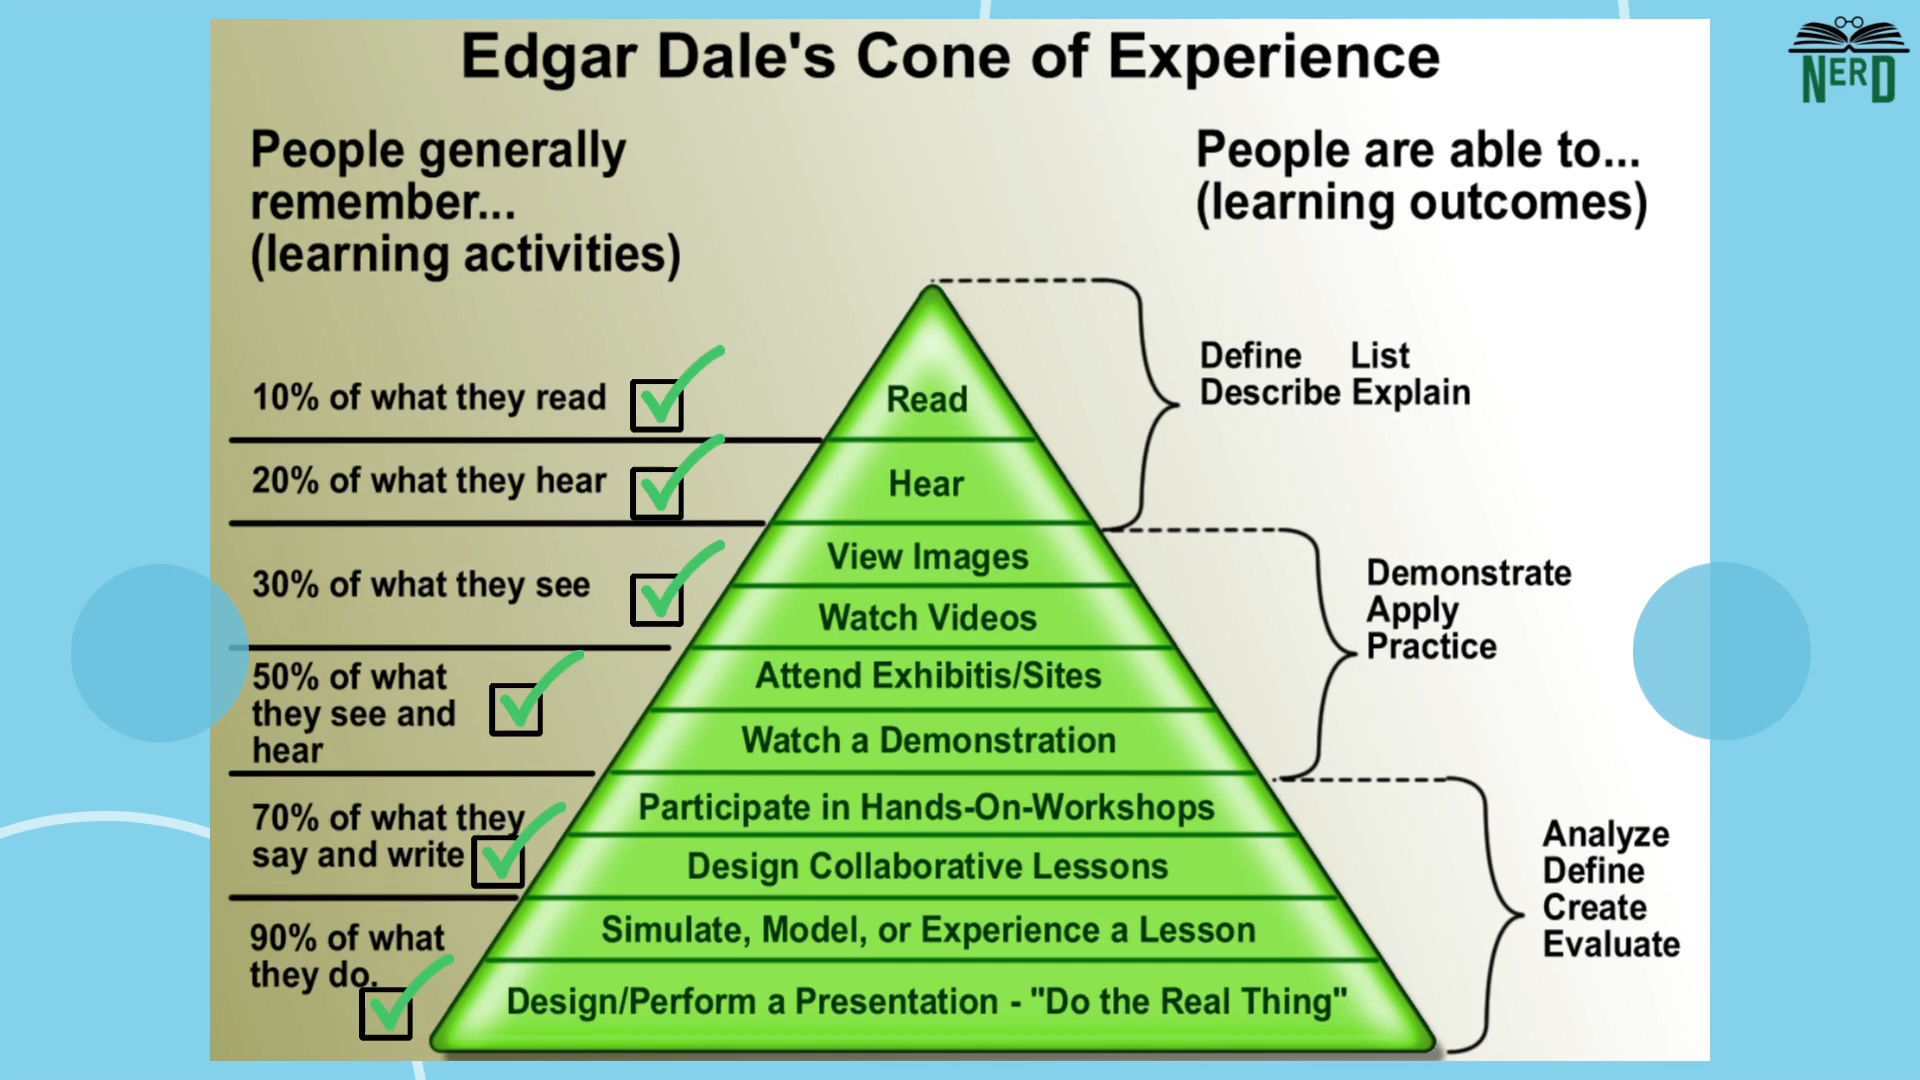 Edgar Dale's Cone of Experience
NERD
People generally
remember...
(learning activities)
People are able to...
(learning outcomes)
10% of what they read
20% of what they hear
30% of what they see
50% of what
they see and
hear
70% of what they
say and write
90% of what
they do.
Read
Hear
View Images
Watch Videos
Attend Exhibitis/Sites
Watch a Demonstration
Participate in Hands-On-Workshops
Design Collaborative Lessons
Simulate, Model, or Experience a Lesson
Design/Perform a Presentation - "Do the Real Thing"
Define List
Describe Explain
Demonstrate
Apply
Practice
Analyze
Define
Create
Evaluate